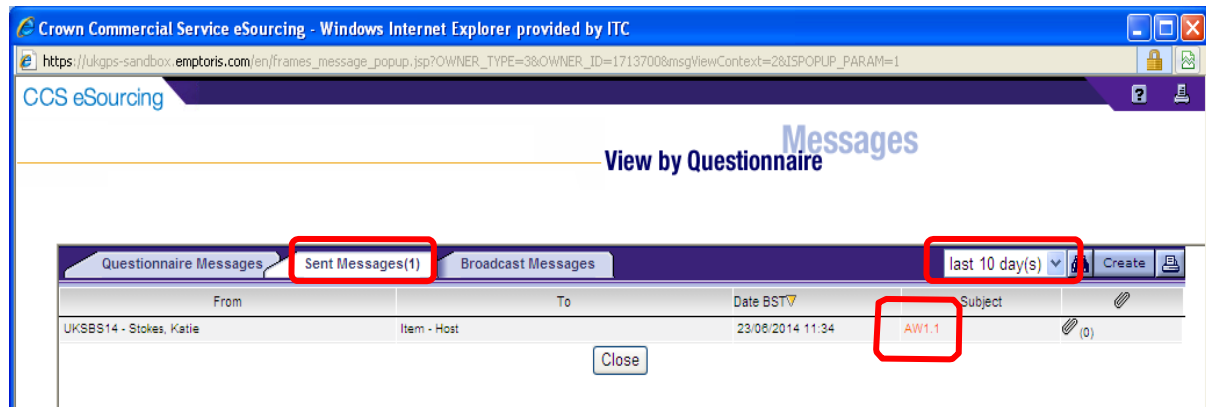 Crown Commercial Service eSourcing - Windows Internet Explorer provided by ITC
https://ukgps-sandbox.emptoris.com/en/frames_message_popup.jsp?OWNER_TYPE=3&OWNER_ID=1713700&msgViewContext=2&ISPOPUP_PARAM=1
CCS eSourcing
?
Messages
View by Questionnaire
Questionnaire Messages Sent Messages(1) Broadcast Messages last 10 day(s) Create
From To Date BST Subject
UKSBS14 - Stokes, Katie Item - Host 23/06/2014 11:34 AW1.1 (0)
Close